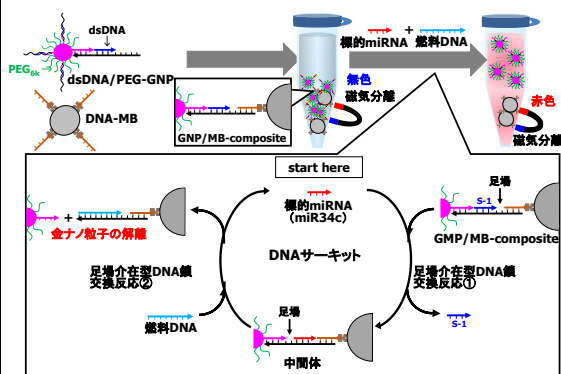 dsDNA
PEG6k
dsDNA/PEG-GNP
DNA-MB
GNP/MB-composite
無色
磁気分離
標的miRNA + 燃料DNA
赤色
磁気分離
start here
標的miRNA
(miR34c)
DNAサーキット
足場
S-1
GMP/MB-composite
足場介在型DNA鎖
交換反応①
S-1
足場
中間体
燃料DNA
足場介在型DNA鎖
交換反応②
+
金ナノ粒子の解離